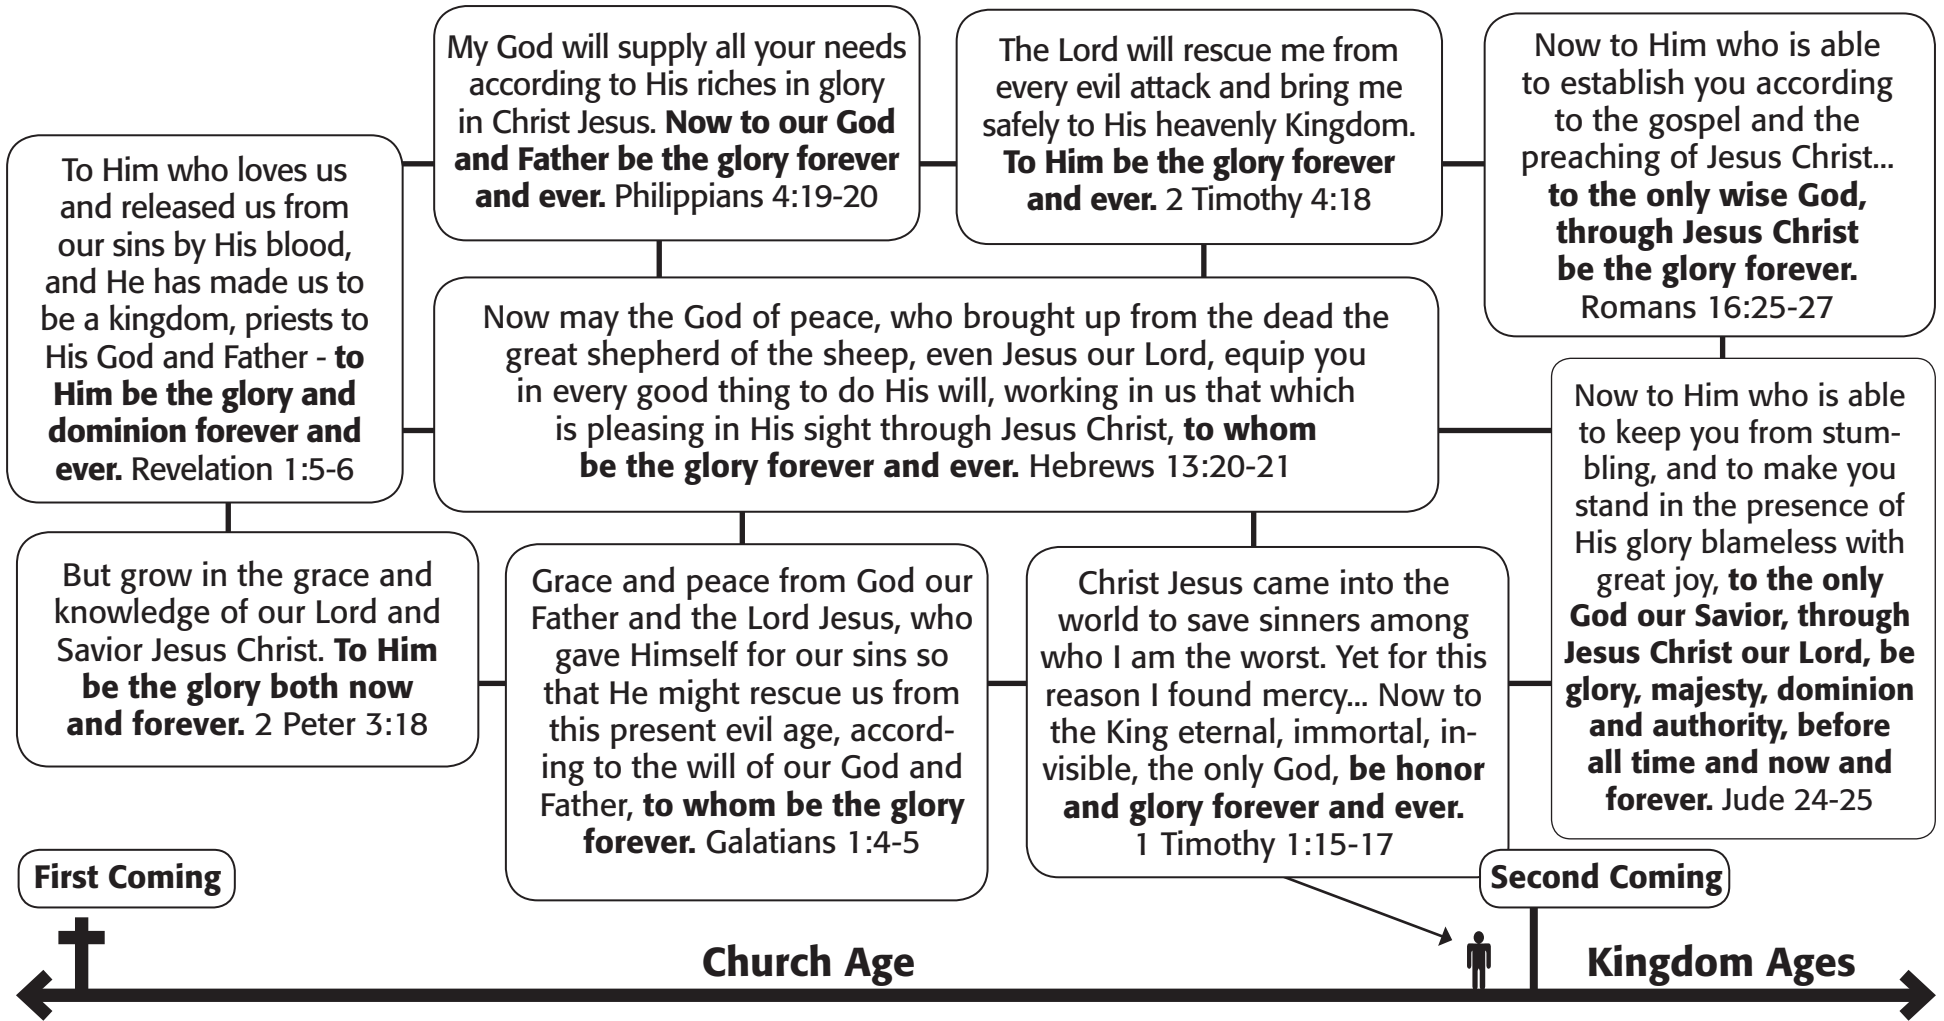 To Him who loves us
and released us from
our sins by His blood,
and He has made us to
be a kingdom, priests to
His God and Father - to
Him be the glory and
dominion forever and
ever. Revelation 1:5-6
My God will supply all your needs
according to His riches in glory
in Christ Jesus. Now to our God
and Father be the glory forever
and ever. Philippians 4:19-20
The Lord will rescue me from
every evil attack and bring me
safely to His heavenly Kingdom.
To Him be the glory forever
and ever. 2 Timothy 4:18
Now to Him who is able
to establish you according
to the gospel and the
preaching of Jesus Christ...
to the only wise God,
through Jesus Christ
be the glory forever.
Romans 16:25-27
Now may the God of peace, who brought up from the dead the
great shepherd of the sheep, even Jesus our Lord, equip you
in every good thing to do His will, working in us that which
is pleasing in His sight through Jesus Christ, to whom
be the glory forever and ever. Hebrews 13:20-21
Now to Him who is able
to keep you from stum-
bling, and to make you
stand in the presence of
His glory blameless with
great joy, to the only
God our Savior, through
Jesus Christ our Lord, be
glory, majesty, dominion
and authority, before
all time and now and
forever. Jude 24-25
But grow in the grace and
knowledge of our Lord and
Savior Jesus Christ. To Him
be the glory both now
and forever. 2 Peter 3:18
Grace and peace from God our
Father and the Lord Jesus, who
gave Himself for our sins so
that He might rescue us from
this present evil age, accord-
ing to the will of our God and
Father, to whom be the glory
forever. Galatians 1:4-5
Christ Jesus came into the
world to save sinners among
who I am the worst. Yet for this
reason I found mercy... Now to
the King eternal, immortal, in-
visible, the only God, be honor
and glory forever and ever.
1 Timothy 1:15-17
First Coming
Second Coming
Church Age
Kingdom Ages